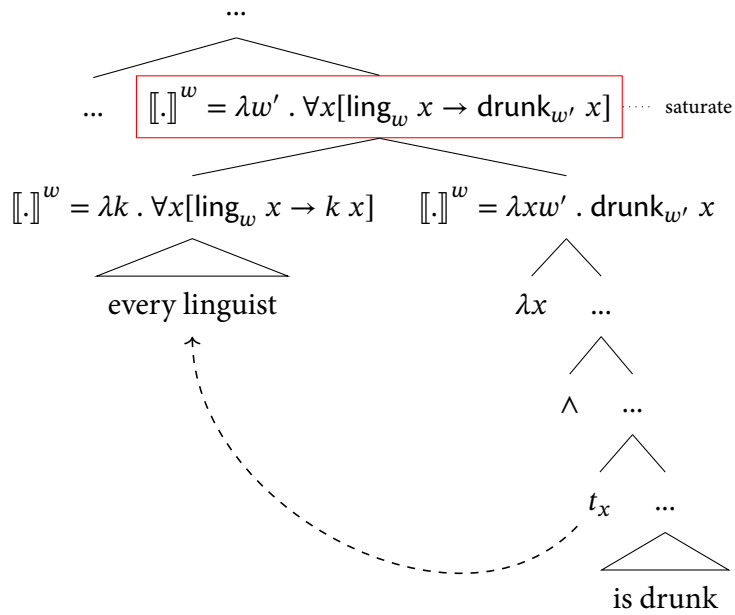 ...
... ⟦.⟧^w = λw′ . ∀x[ling_w x → drunk_w′ x] saturate
⟦.⟧^w = λk . ∀x[ling_w x → k x] ⟦.⟧^w = λxw′ . drunk_w′ x
every linguist λx ...
∧ ...
t_x ...
is drunk